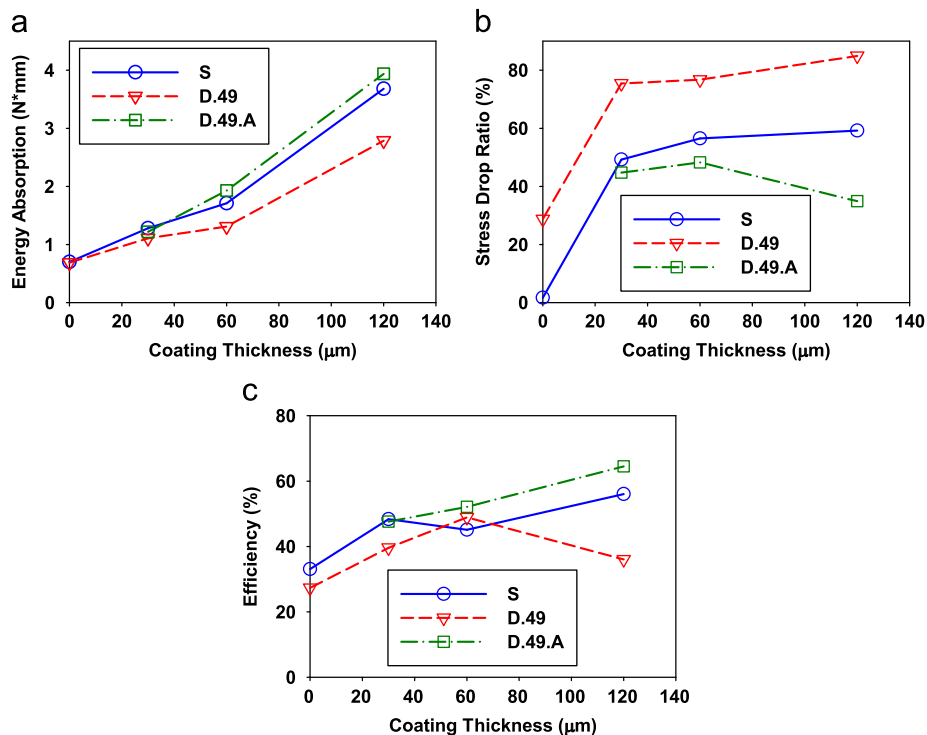 a
Energy Absorption (N*mm)
4
3
2
1
0
S
D.49
D.49.A
0 20 40 60 80 100 120 140
Coating Thickness (μm)
b
Stress Drop Ratio (%)
80
60
40
20
0
S
D.49
D.49.A
0 20 40 60 80 100 120 140
Coating Thickness (μm)
c
Efficiency (%)
80
60
40
20
0
S
D.49
D.49.A
0 20 40 60 80 100 120 140
Coating Thickness (μm)